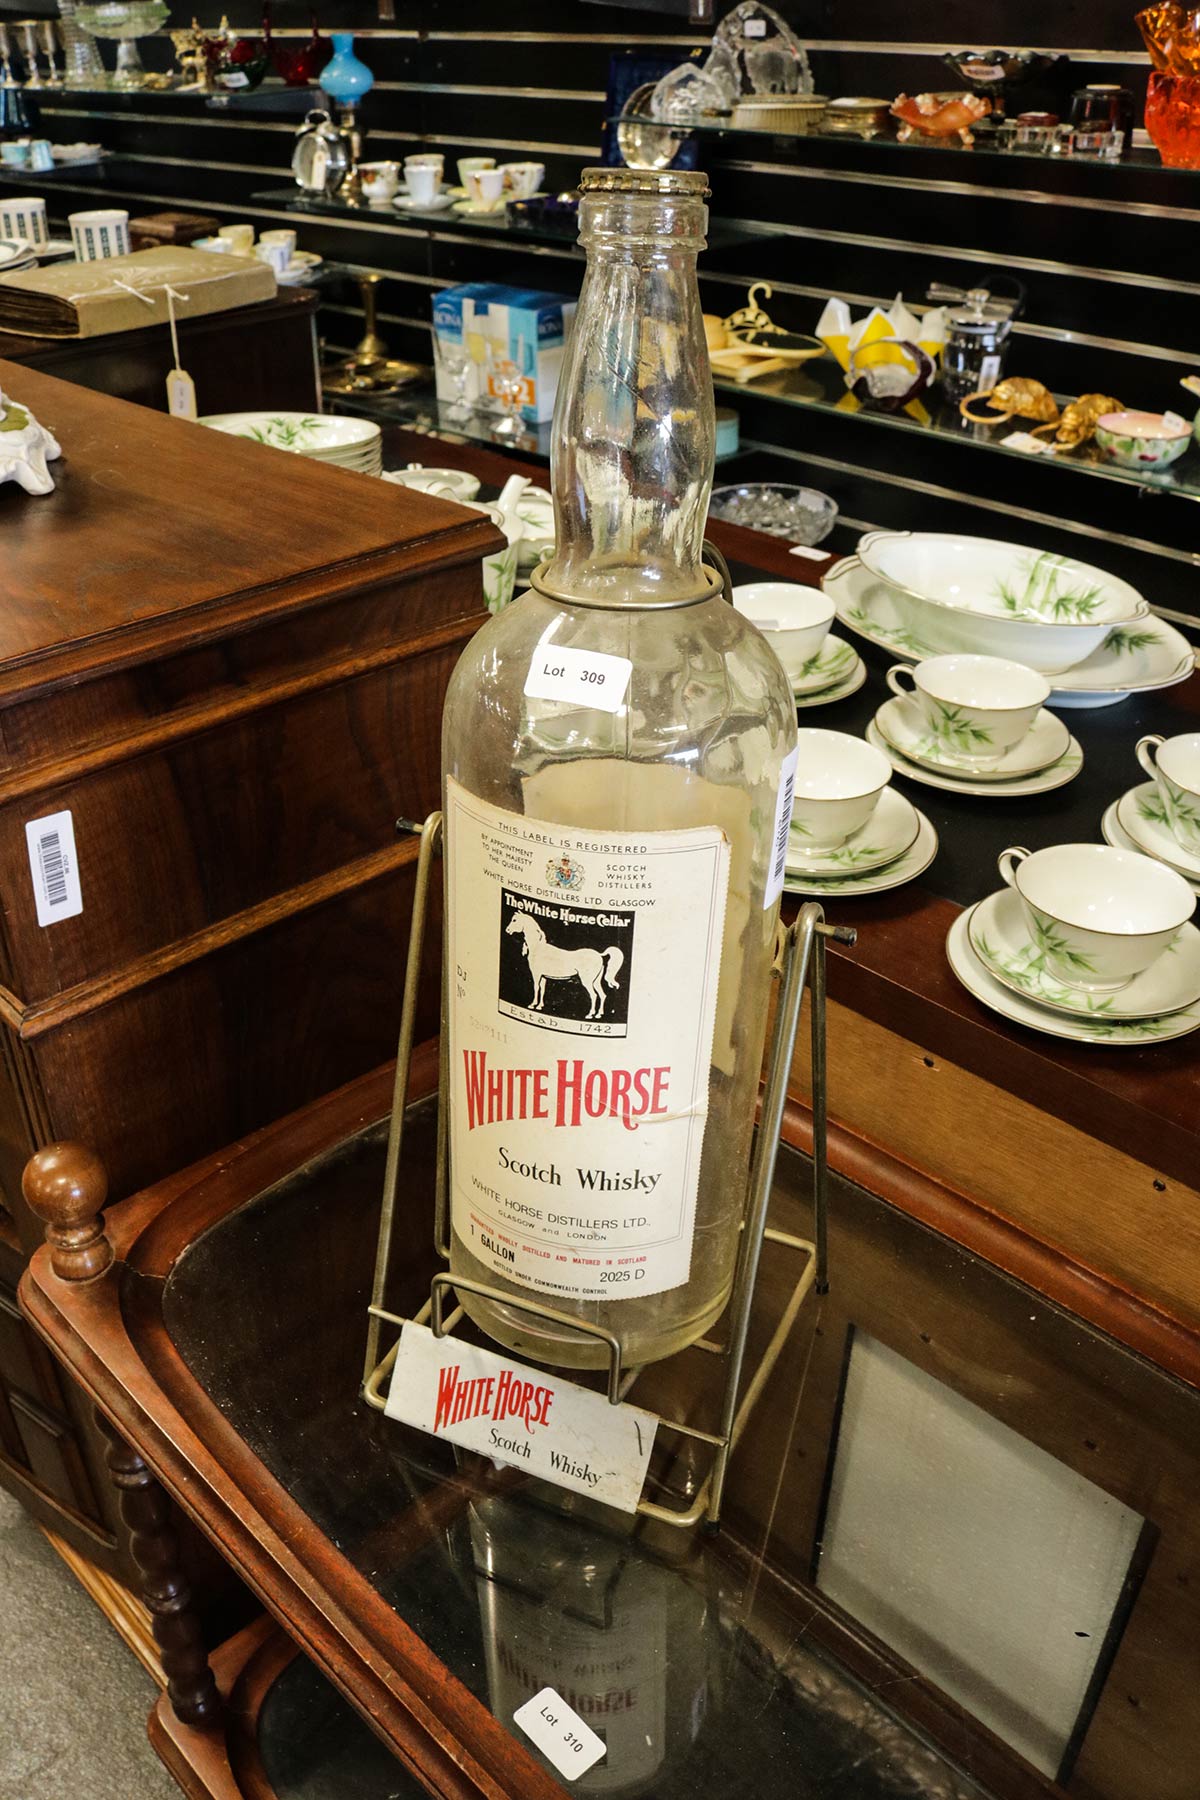 Lot 309
THIS LABEL IS REGISTERED
BY APPOINTMENT
TO HER MAJESTY
THE QUEEN
SCOTCH
WHISKY
DISTILLERS
WHITE HORSE DISTILLERS LTD. GLASGOW
The White Horse Cellar
Estab. 1742
DJ
No
WHITE HORSE
Scotch Whisky
WHITE HORSE DISTILLERS LTD.,
GLASGOW and LONDON
GUARANTEED WHOLLY DISTILLED AND MATURED IN SCOTLAND
1 GALLON
2025 D
BOTTLED UNDER COMMONWEALTH CONTROL
WHITE HORSE
Scotch Whisky
Lot 310